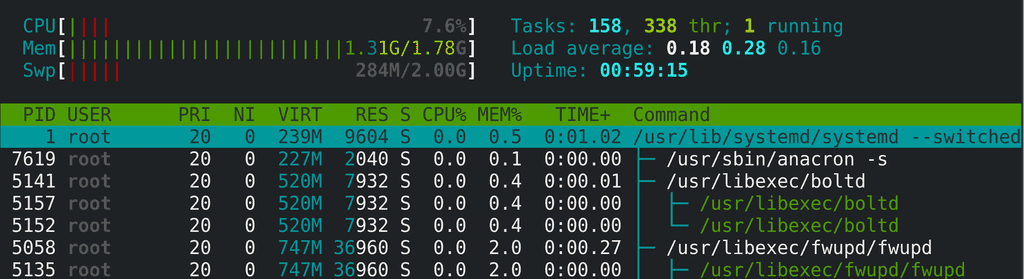 CPU[|||| 7.6%] Tasks: 158, 338 thr; 1 running
Mem[|||||||||||||||||||||||||1.31G/1.78G] Load average: 0.18 0.28 0.16
Swp[||||| 284M/2.00G] Uptime: 00:59:15
PID USER PRI NI VIRT RES S CPU% MEM% TIME+ Command
1 root 20 0 239M 9604 S 0.0 0.5 0:01.02 /usr/lib/systemd/systemd --switched
7619 root 20 0 227M 2040 S 0.0 0.1 0:00.00 ├─ /usr/sbin/anacron -s
5141 root 20 0 520M 7932 S 0.0 0.4 0:00.01 ├─ /usr/libexec/boltd
5157 root 20 0 520M 7932 S 0.0 0.4 0:00.00 │ ├─ /usr/libexec/boltd
5152 root 20 0 520M 7932 S 0.0 0.4 0:00.00 │ └─ /usr/libexec/boltd
5058 root 20 0 747M 36960 S 0.0 2.0 0:00.27 ├─ /usr/libexec/fwupd/fwupd
5135 root 20 0 747M 36960 S 0.0 2.0 0:00.00 │ ├─ /usr/libexec/fwupd/fwupd